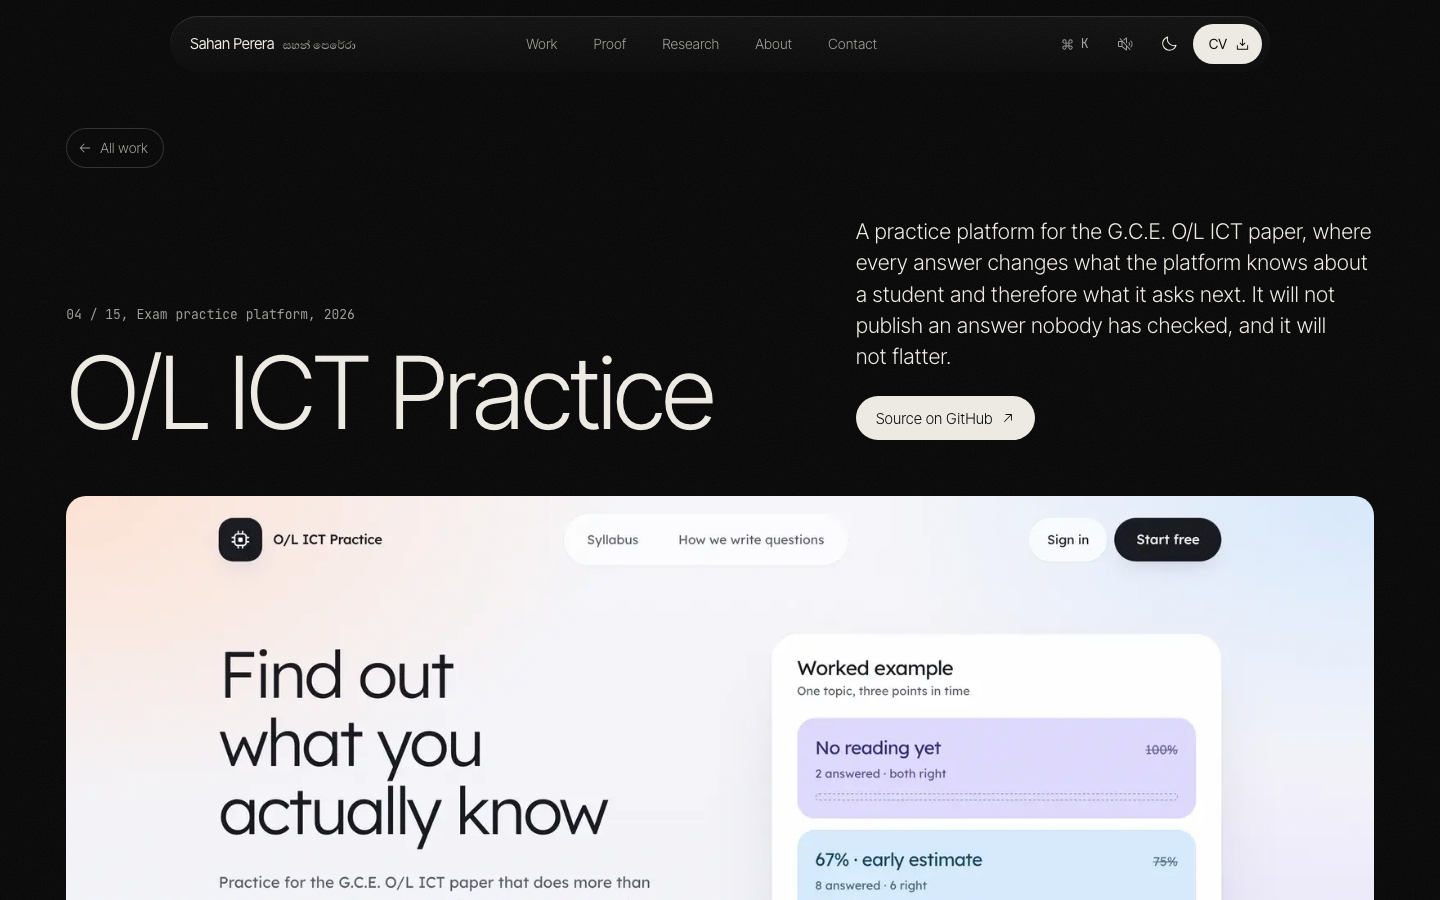 Sahan Perera සහන් පෙරේරා
Work
Proof
Research
About
Contact
⌘ K
CV
← All work
04 / 15, Exam practice platform, 2026
O/L ICT Practice
A practice platform for the G.C.E. O/L ICT paper, where
every answer changes what the platform knows about
a student and therefore what it asks next. It will not
publish an answer nobody has checked, and it will
not flatter.
Source on GitHub ↗
O/L ICT Practice
Syllabus
How we write questions
Sign in
Start free
Find out
what you
actually know
Practice for the G.C.E. O/L ICT paper that does more than
Worked example
One topic, three points in time
No reading yet
100%
2 answered · both right
67% · early estimate
75%
8 answered · 6 right